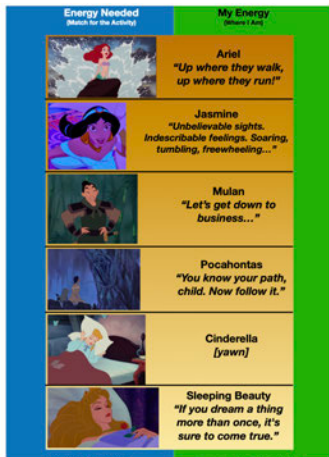 Energy Needed
(Match for the Activity)
My Energy
(Where I Am)
Ariel
“Up where they walk,
up where they run!”
Jasmine
“Unbelievable sights.
Indescribable feelings. Soaring,
tumbling, freewheeling…”
Mulan
“Let’s get down to
business…”
Pocahontas
“You know your path,
child. Now follow it.”
Cinderella
[yawn]
Sleeping Beauty
“If you dream a thing
more than once, it’s
sure to come true.”